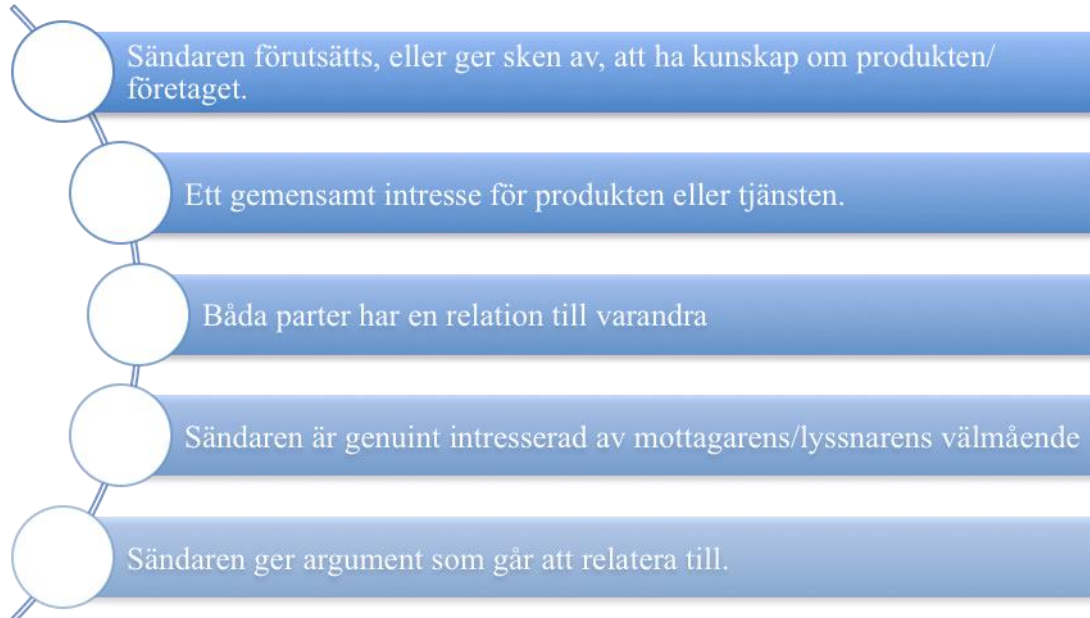 Sändaren förutsätts, eller ger sken av, att ha kunskap om produkten/
företaget.
Ett gemensamt intresse för produkten eller tjänsten.
Båda parter har en relation till varandra
Sändaren är genuint intresserad av mottagarens/lyssnarens välmående
Sändaren ger argument som går att relatera till.